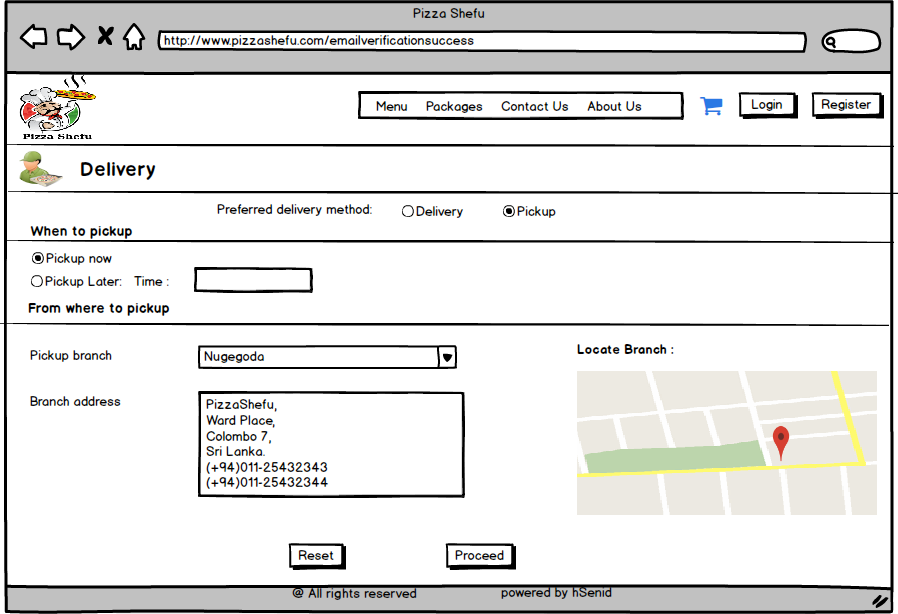 Pizza Shefu
http://www.pizzashefu.com/emailverificationsuccess
Pizza Shefu
Menu Packages Contact Us About Us
Login
Register
Delivery
Preferred delivery method: Delivery Pickup
When to pickup
Pickup now
Pickup Later: Time :
From where to pickup
Pickup branch
Nugegoda
Locate Branch :
Branch address
PizzaShefu,
Ward Place,
Colombo 7,
Sri Lanka.
(+94)011-25432343
(+94)011-25432344
Reset
Proceed
@ All rights reserved
powered by hSenid